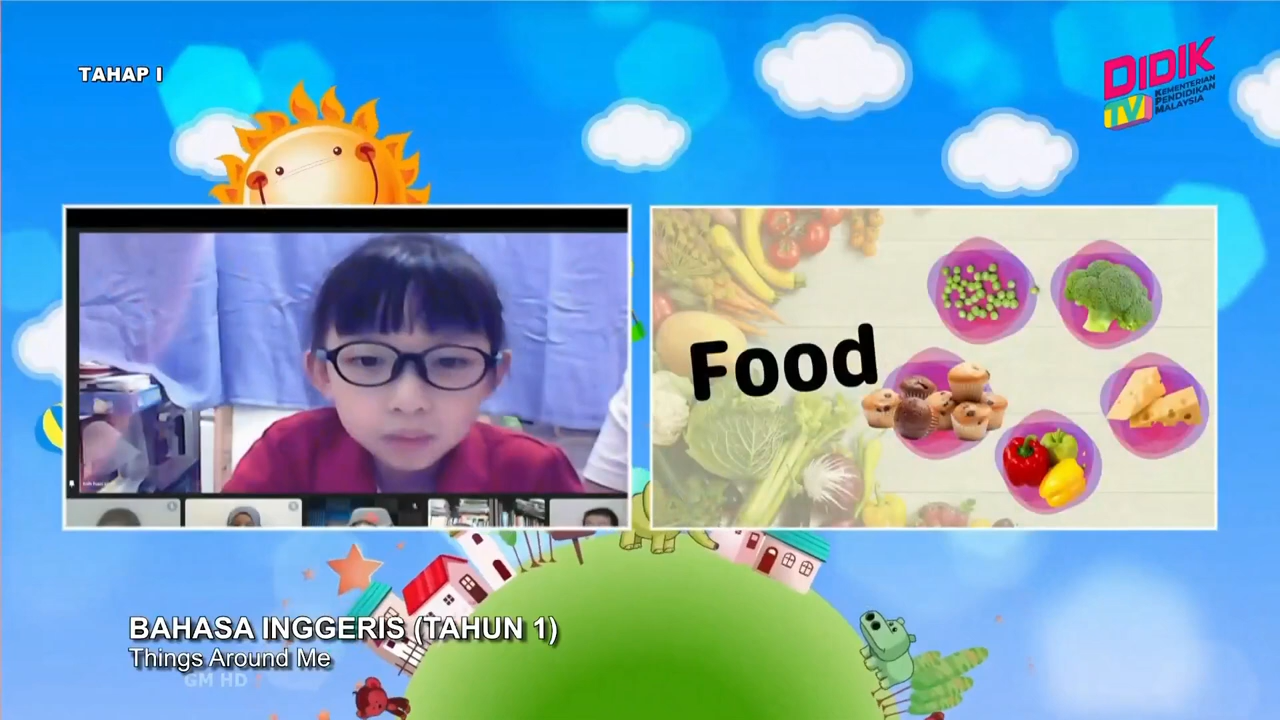 TAHAP I
DIDIK
TV KEMENTERIAN
PENDIDIKAN
MALAYSIA
Food
BAHASA INGGERIS (TAHUN 1)
Things Around Me
GM HD